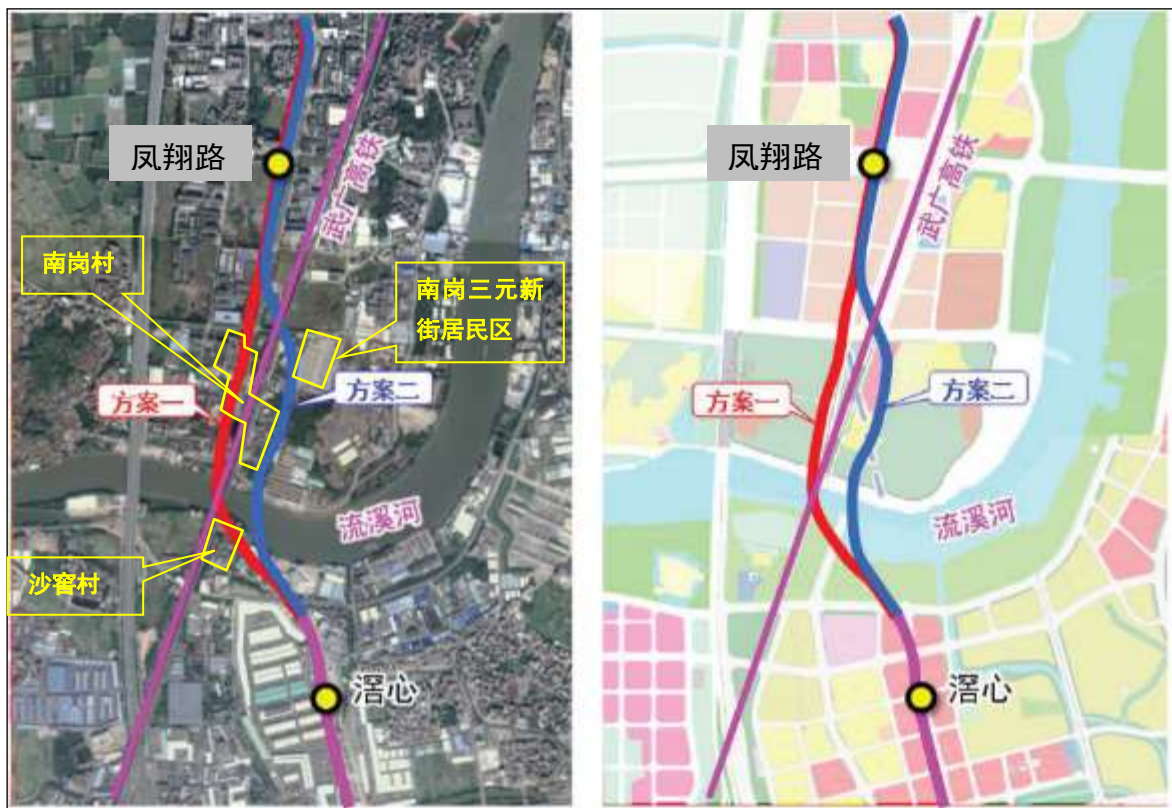 凤翔路
武广高铁
南岗村
南岗三元新
街居民区
方案一
方案二
流溪河
沙窖村
滘心
凤翔路
武广高铁
方案一
方案二
流溪河
滘心